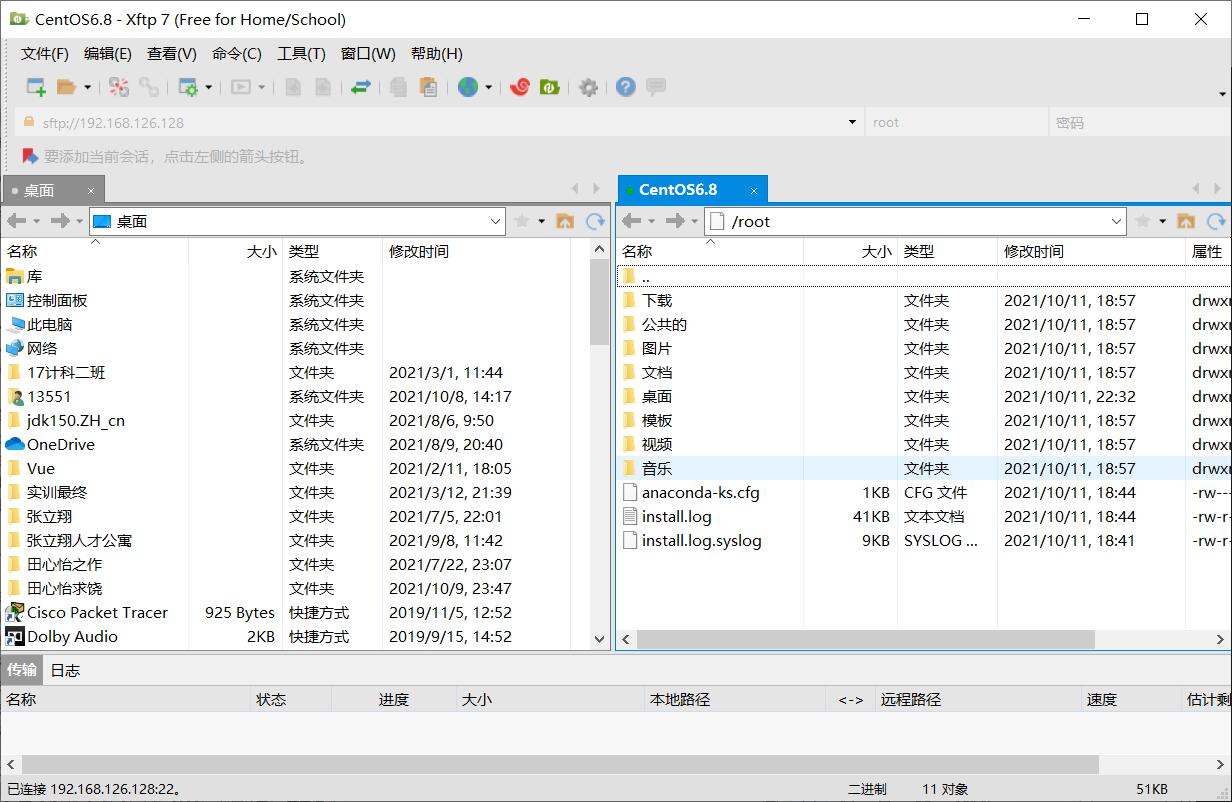 CentOS6.8 - Xftp 7 (Free for Home/School)
文件(F) 编辑(E) 查看(V) 命令(C) 工具(T) 窗口(W) 帮助(H)
sftp://192.168.126.128 root 密码
要添加当前会话，点击左侧的箭头按钮。
桌面 × CentOS6.8 ×
桌面 /root
名称 大小 类型 修改时间 名称 大小 类型 修改时间 属性
库 系统文件夹 ..
控制面板 系统文件夹 下载 文件夹 2021/10/11, 18:57 drwxr
此电脑 系统文件夹 公共的 文件夹 2021/10/11, 18:57 drwxr
网络 系统文件夹 图片 文件夹 2021/10/11, 18:57 drwxr
17计科二班 文件夹 2021/3/1, 11:44 文档 文件夹 2021/10/11, 18:57 drwxr
13551 系统文件夹 2021/10/8, 14:17 桌面 文件夹 2021/10/11, 22:32 drwxr
jdk150.ZH_cn 文件夹 2021/8/6, 9:50 模板 文件夹 2021/10/11, 18:57 drwxr
OneDrive 系统文件夹 2021/8/9, 20:40 视频 文件夹 2021/10/11, 18:57 drwxr
Vue 文件夹 2021/2/11, 18:05 音乐 文件夹 2021/10/11, 18:57 drwxr
实训最终 文件夹 2021/3/12, 21:39 anaconda-ks.cfg 1KB CFG 文件 2021/10/11, 18:44 -rw---
张立翔 文件夹 2021/7/5, 22:01 install.log 41KB 文本文档 2021/10/11, 18:44 -rw-r-
张立翔人才公寓 文件夹 2021/9/8, 11:42 install.log.syslog 9KB SYSLOG ... 2021/10/11, 18:41 -rw-r-
田心怡之作 文件夹 2021/7/22, 23:07
田心怡求饶 文件夹 2021/10/9, 23:47
Cisco Packet Tracer 925 Bytes 快捷方式 2019/11/5, 12:52
Dolby Audio 2KB 快捷方式 2019/9/15, 14:52
传输 日志
名称 状态 进度 大小 本地路径 <-> 远程路径 速度 估计剩
已连接 192.168.126.128:22。 二进制 11 对象 51KB